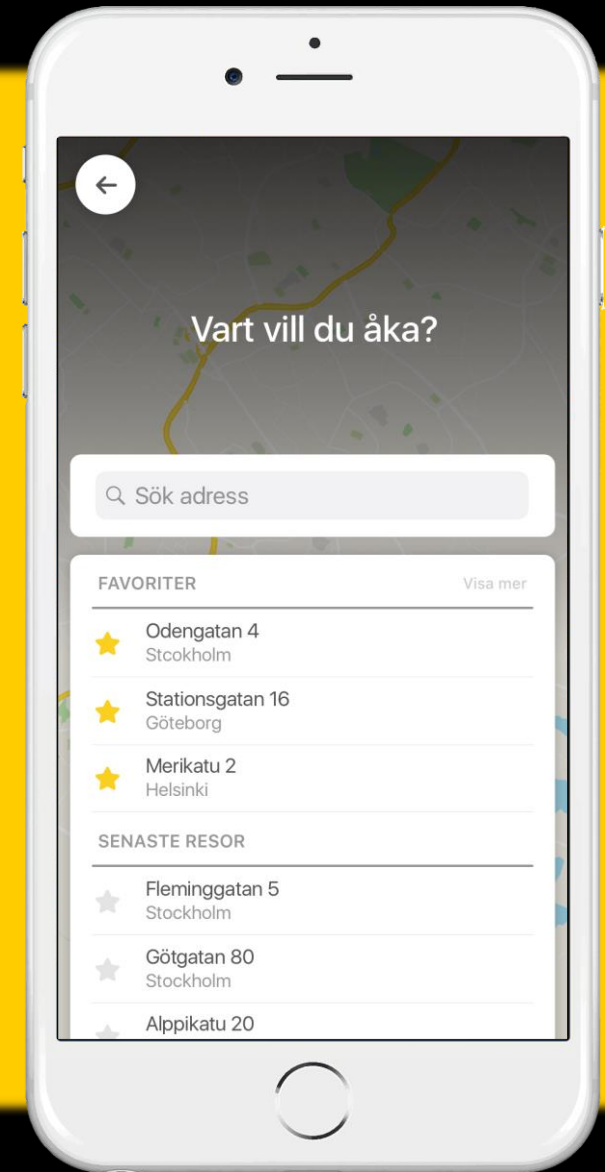 Vart vill du åka?
Sök adress
FAVORITER Visa mer
Odengatan 4
Stcokholm
Stationsgatan 16
Göteborg
Merikatu 2
Helsinki
SENASTE RESOR
Fleminggatan 5
Stockholm
Götgatan 80
Stockholm
Alppikatu 20